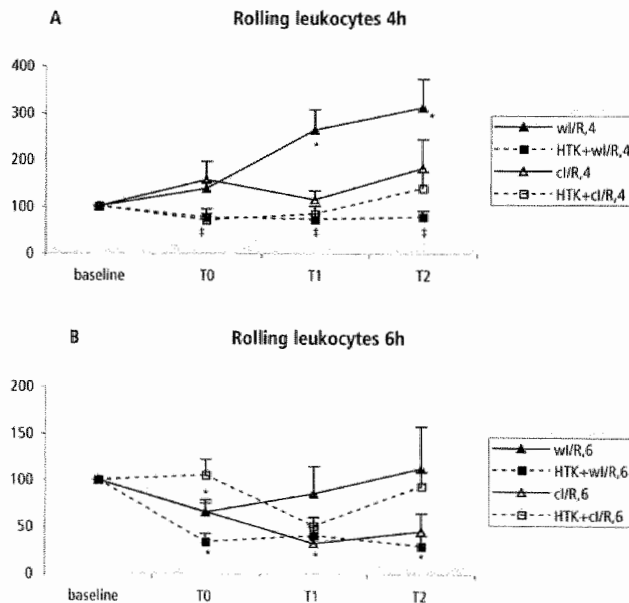 A
Rolling leukocytes 4h
400
300
200
100
0
*
*
‡
‡
‡
baseline
T0
T1
T2
wI/R,4
HTK+wI/R,4
cI/R,4
HTK+cI/R,4
B
Rolling leukocytes 6h
200
150
100
50
0
*
*
*
*
baseline
T0
T1
T2
wI/R,6
HTK+wI/R,6
cI/R,6
HTK+cI/R,6